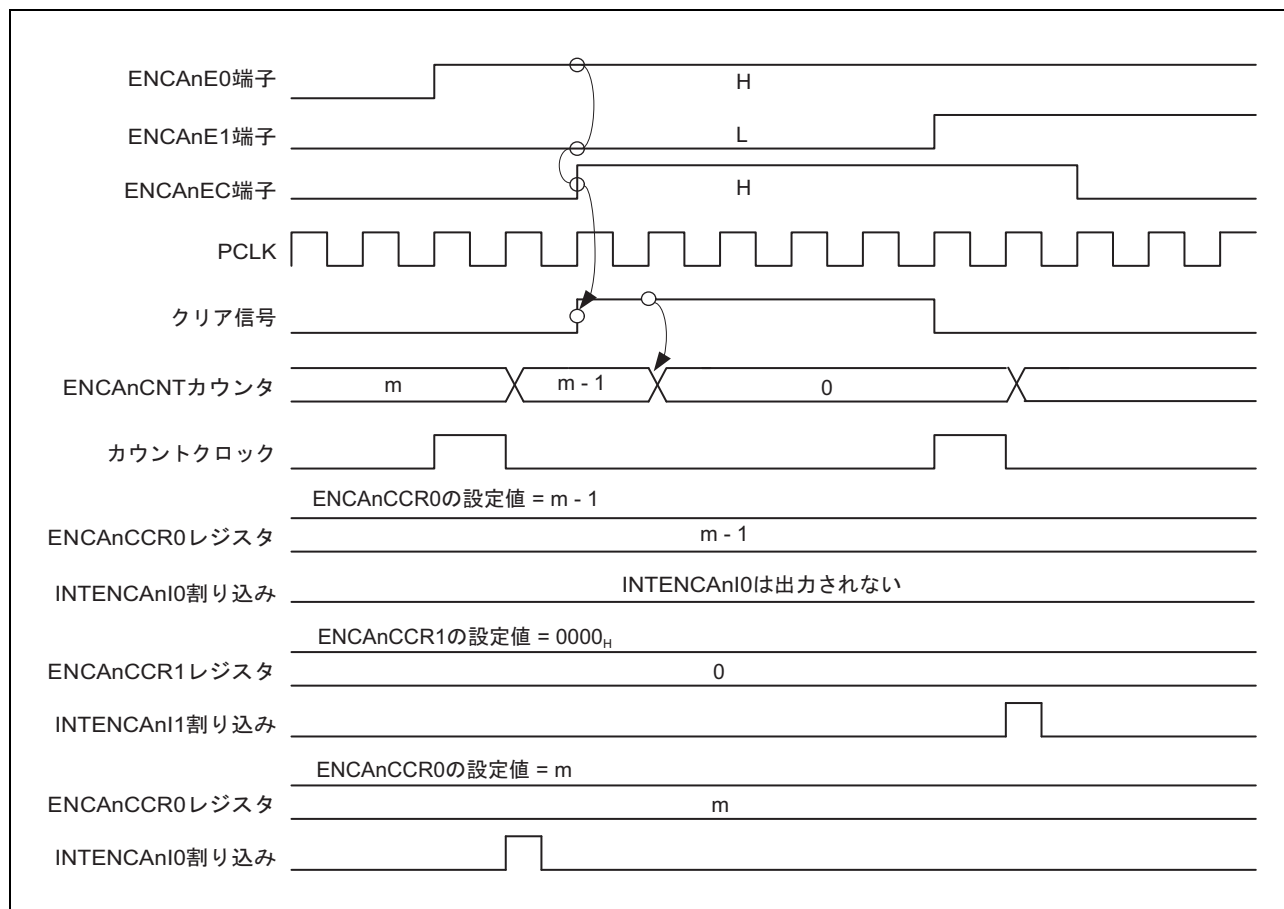 ENCAnE0端子
H
ENCAnE1端子
L
ENCAnEC端子
H
PCLK
クリア信号
ENCAnCNTカウンタ
m
m - 1
0
カウントクロック
ENCAnCCR0の設定値 = m - 1
ENCAnCCR0レジスタ
m - 1
INTENCAnI0割り込み
INTENCAnI0は出力されない
ENCAnCCR1の設定値 = 0000H
ENCAnCCR1レジスタ
0
INTENCAnI1割り込み
ENCAnCCR0の設定値 = m
ENCAnCCR0レジスタ
m
INTENCAnI0割り込み